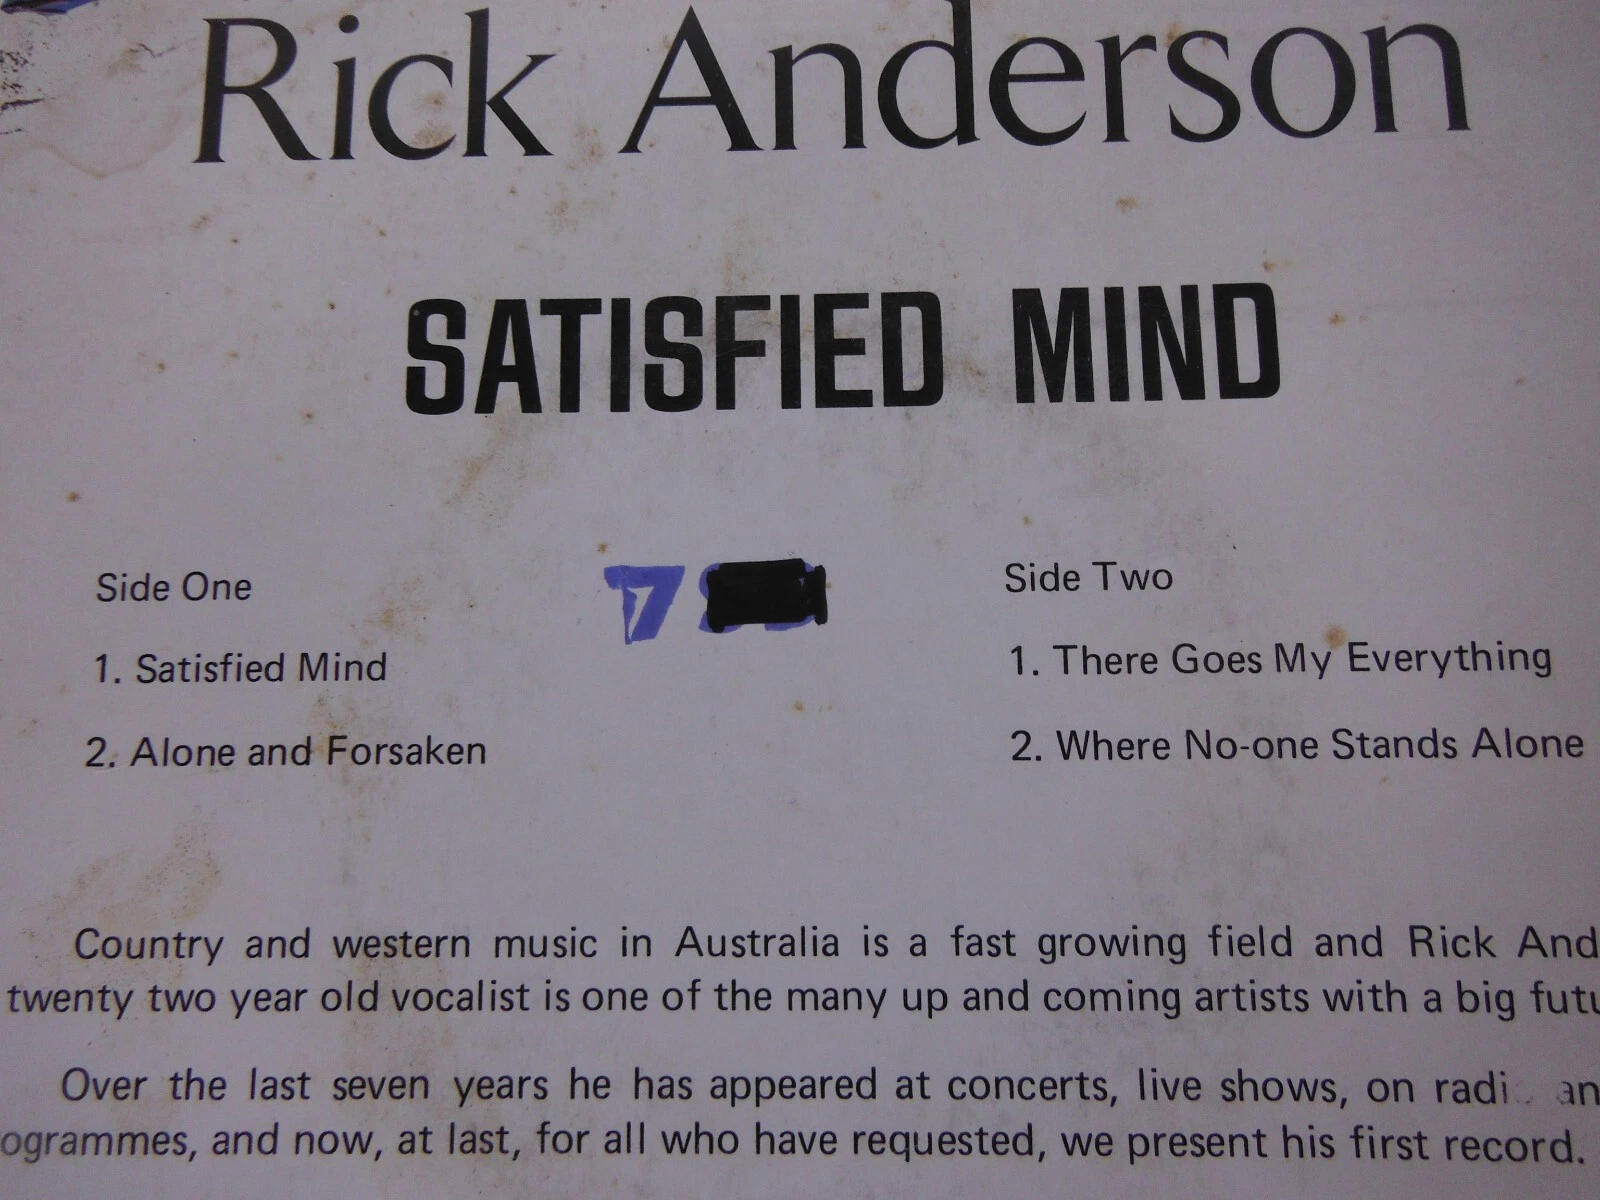 Rick Anderson
SATISFIED MIND
Side One
1. Satisfied Mind
2. Alone and Forsaken
7
Side Two
1. There Goes My Everything
2. Where No-one Stands Alone
Country and western music in Australia is a fast growing field and Rick And
twenty two year old vocalist is one of the many up and coming artists with a big futu
Over the last seven years he has appeared at concerts, live shows, on radi an
ogrammes, and now, at last, for all who have requested, we present his first record.